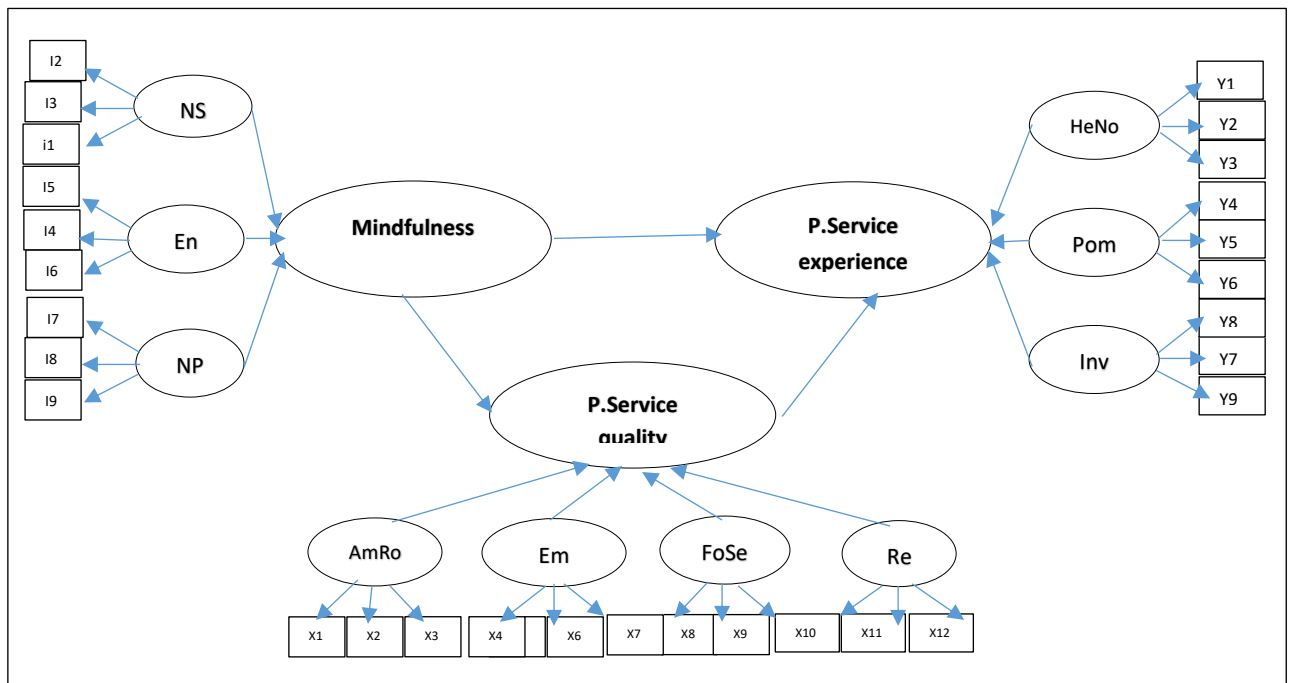 I2
I3
i1
I5
I4
I6
I7
I8
I9
NS
En
NP
Mindfulness
P.Service
experience
P.Service
quality
HeNo
Pom
Inv
Y1
Y2
Y3
Y4
Y5
Y6
Y8
Y7
Y9
AmRo
Em
FoSe
Re
X1
X2
X3
X4
X6
X7
X8
X9
X10
X11
X12